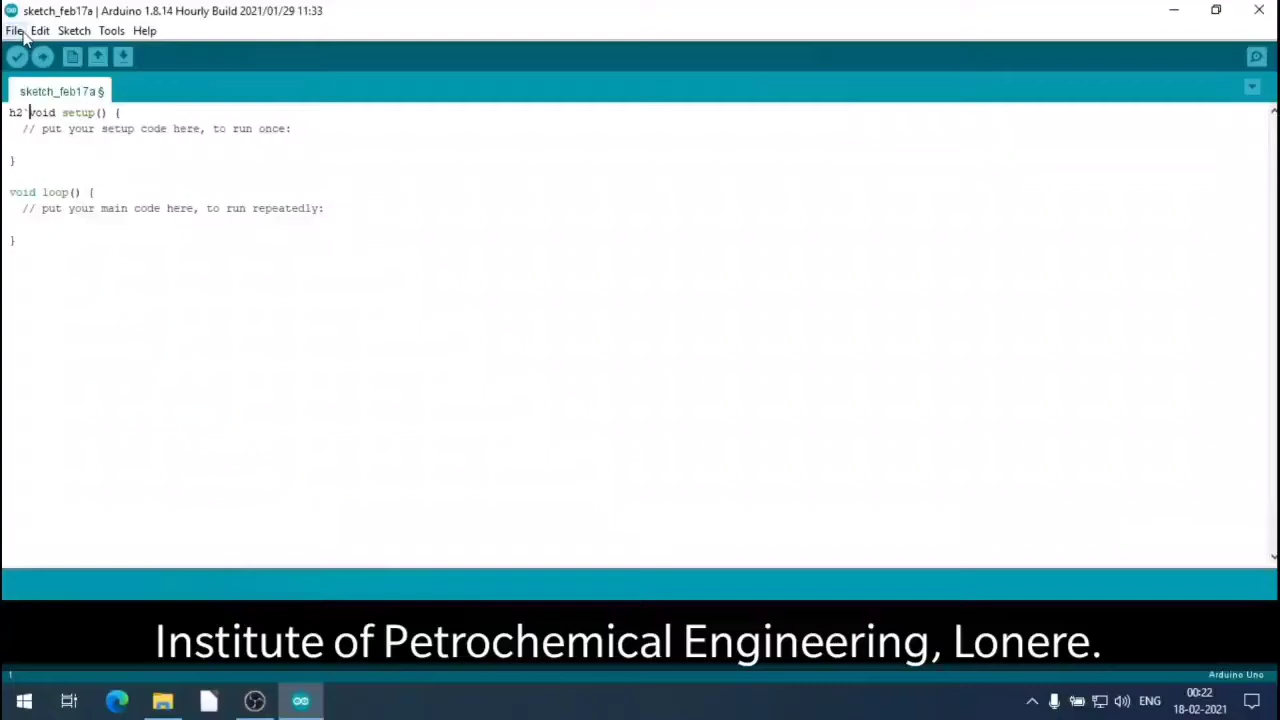 sketch_feb17a | Arduino 1.8.14 Hourly Build 2021/01/29 11:33
File Edit Sketch Tools Help
sketch_feb17a §
h2`void setup() {
// put your setup code here, to run once:
}
void loop() {
// put your main code here, to run repeatedly:
}
Institute of Petrochemical Engineering, Lonere.
1 Arduino Uno
ENG 00:22
18-02-2021